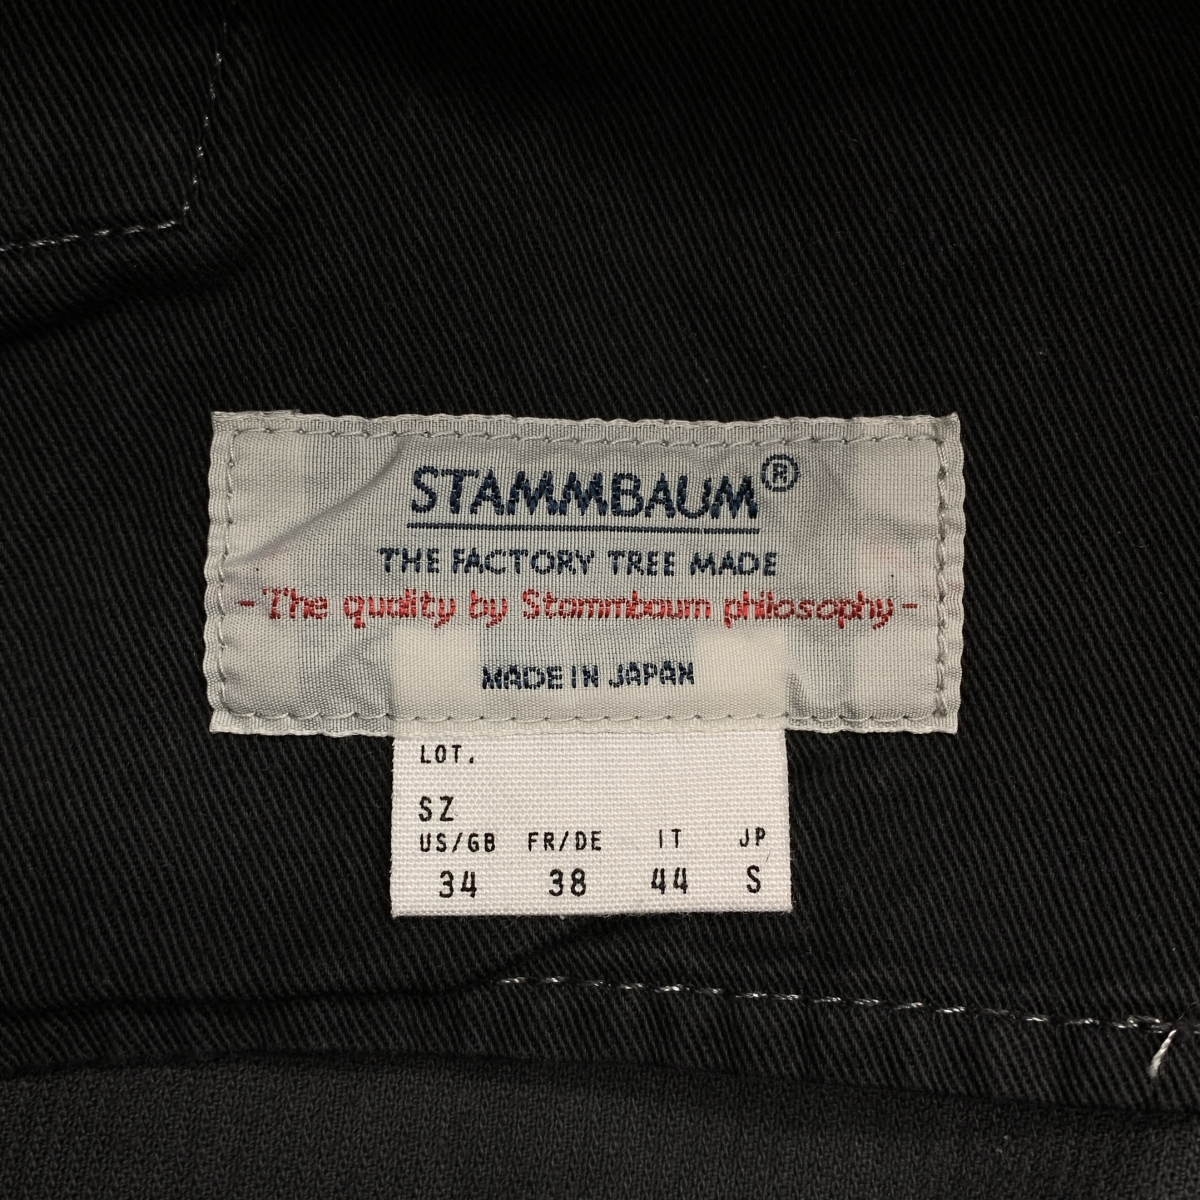 STAMMBAUM®
THE FACTORY TREE MADE
-The quality by Stammbaum philosophy-
MADE IN JAPAN
LOT.
SZ
US/GB FR/DE IT JP
34 38 44 S